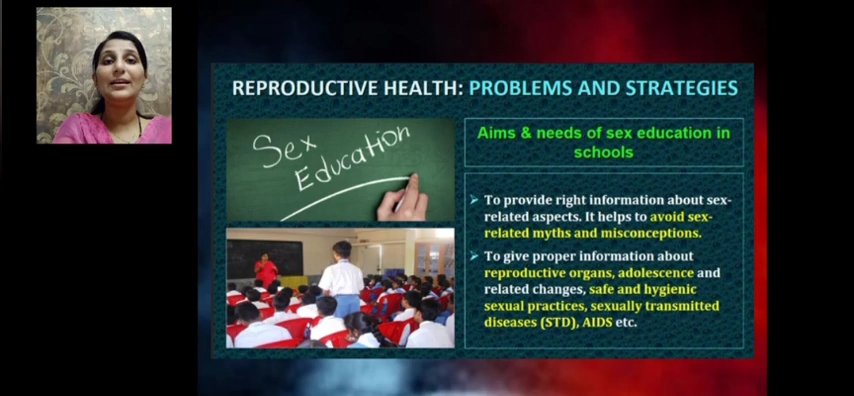 REPRODUCTIVE HEALTH: PROBLEMS AND STRATEGIES
Sex
Education
Aims & needs of sex education in
schools
To provide right information about sex-
related aspects. It helps to avoid sex-
related myths and misconceptions.
To give proper information about
reproductive organs, adolescence and
related changes, safe and hygienic
sexual practices, sexually transmitted
diseases (STD), AIDS etc.